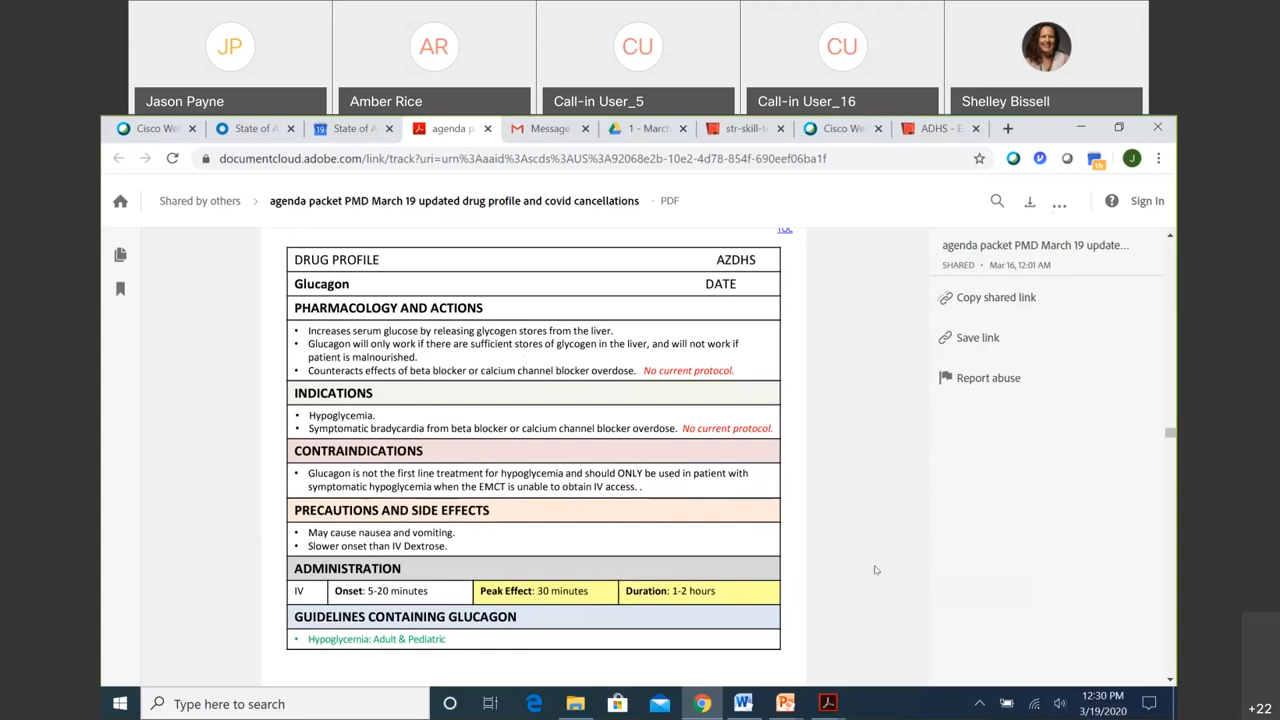 JP
AR
CU
CU
Jason Payne
Amber Rice
Call-in User_5
Call-in User_16
Shelley Bissell
Cisco We
State of A
State of A
agenda p
Message
1 - March
str-skill-t
Cisco We
ADHS - E
documentcloud.adobe.com/link/track?uri=urn%3Aaaid%3Ascds%3AUS%3A92068e2b-10e2-4d78-854f-690eef06ba1f
Shared by others > agenda packet PMD March 19 updated drug profile and covid cancellations • PDF
Sign In
TOC
DRUG PROFILE AZDHS
Glucagon DATE
PHARMACOLOGY AND ACTIONS
• Increases serum glucose by releasing glycogen stores from the liver.
• Glucagon will only work if there are sufficient stores of glycogen in the liver, and will not work if
patient is malnourished.
• Counteracts effects of beta blocker or calcium channel blocker overdose. No current protocol.
INDICATIONS
• Hypoglycemia.
• Symptomatic bradycardia from beta blocker or calcium channel blocker overdose. No current protocol.
CONTRAINDICATIONS
• Glucagon is not the first line treatment for hypoglycemia and should ONLY be used in patient with
symptomatic hypoglycemia when the EMCT is unable to obtain IV access. .
PRECAUTIONS AND SIDE EFFECTS
• May cause nausea and vomiting.
• Slower onset than IV Dextrose.
ADMINISTRATION
IV Onset: 5-20 minutes Peak Effect: 30 minutes Duration: 1-2 hours
GUIDELINES CONTAINING GLUCAGON
• Hypoglycemia: Adult & Pediatric
agenda packet PMD March 19 update...
SHARED • Mar 16, 12:01 AM
Copy shared link
Save link
Report abuse
Type here to search
12:30 PM
3/19/2020
+22